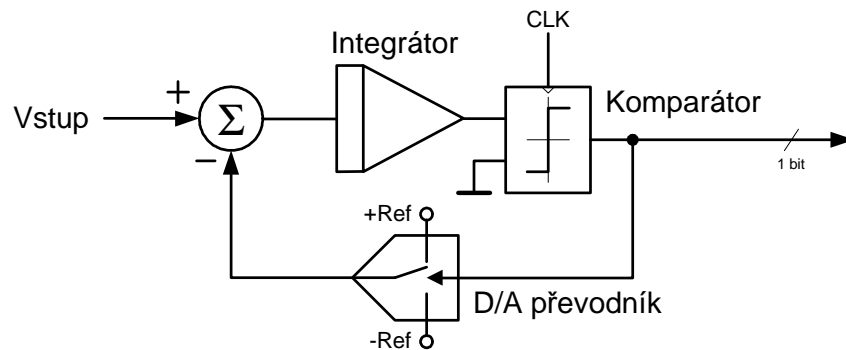 CLK
Integrátor
Komparátor
Vstup
+
Σ
−
1 bit
+Ref
D/A převodník
-Ref